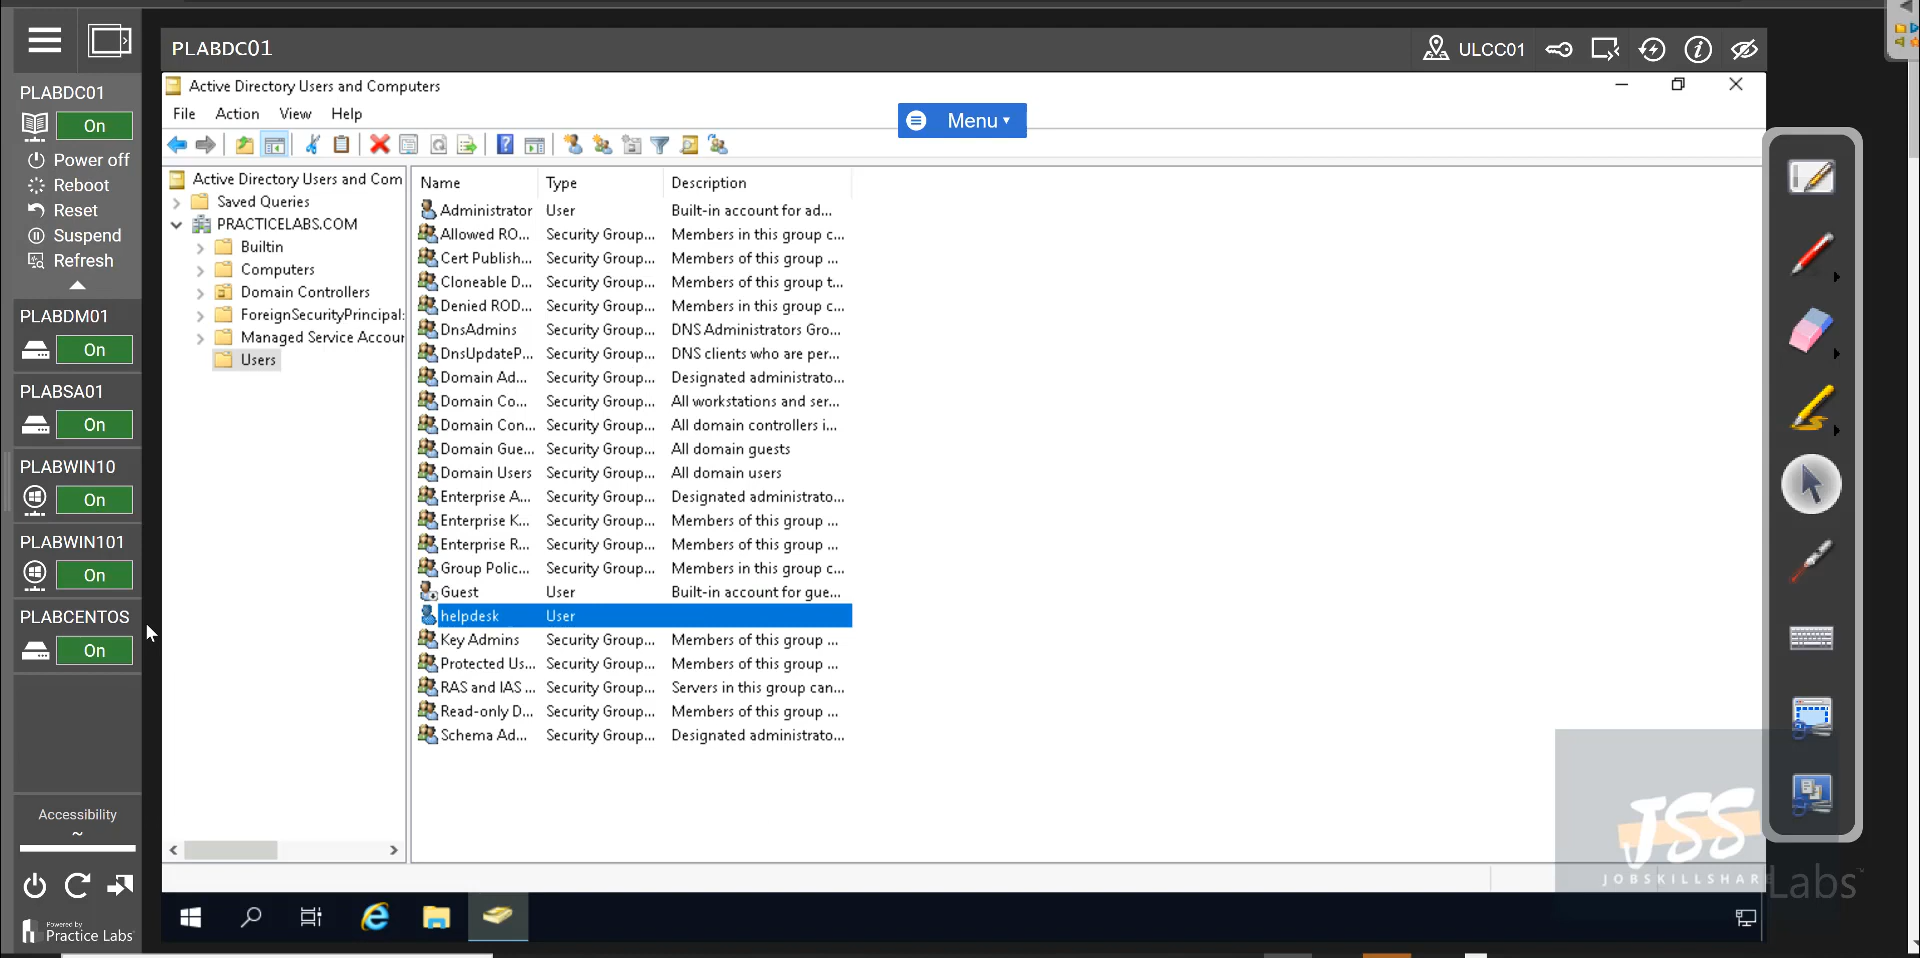 PLABDC01
ULCC01
PLABDC01
On
Power off
Reboot
Reset
Suspend
Refresh
PLABDM01
On
PLABSA01
On
PLABWIN10
On
PLABWIN101
On
PLABCENTOS
On
Accessibility
Powered by
Practice Labs
Active Directory Users and Computers
File Action View Help
Menu
Active Directory Users and Com
Saved Queries
PRACTICELABS.COM
Builtin
Computers
Domain Controllers
ForeignSecurityPrincipal:
Managed Service Accour
Users
Name Type Description
Administrator User Built-in account for ad...
Allowed RO... Security Group... Members in this group c...
Cert Publish... Security Group... Members of this group ...
Cloneable D... Security Group... Members of this group t...
Denied ROD... Security Group... Members in this group c...
DnsAdmins Security Group... DNS Administrators Gro...
DnsUpdateP... Security Group... DNS clients who are per...
Domain Ad... Security Group... Designated administrato...
Domain Co... Security Group... All workstations and ser...
Domain Con... Security Group... All domain controllers i...
Domain Gue... Security Group... All domain guests
Domain Users Security Group... All domain users
Enterprise A... Security Group... Designated administrato...
Enterprise K... Security Group... Members of this group ...
Enterprise R... Security Group... Members of this group ...
Group Polic... Security Group... Members in this group c...
Guest User Built-in account for gue...
helpdesk User
Key Admins Security Group... Members of this group ...
Protected Us... Security Group... Members of this group ...
RAS and IAS ... Security Group... Servers in this group can...
Read-only D... Security Group... Members of this group ...
Schema Ad... Security Group... Designated administrato...
JSS
JOBSKILLSHARE
Labs